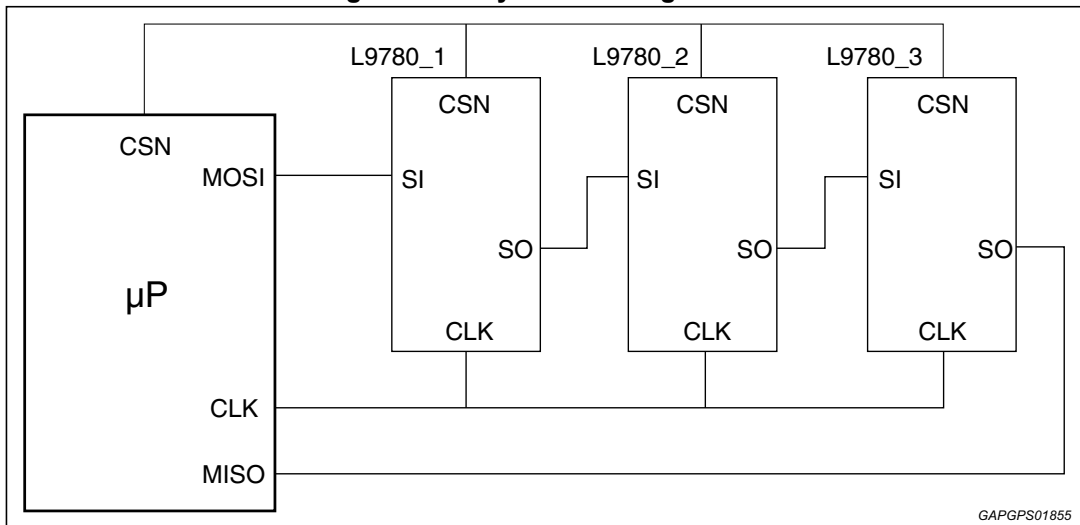 L9780_1
L9780_2
L9780_3
CSN
CSN
CSN
CSN
MOSI
SI
SI
SI
SO
SO
SO
µP
CLK
CLK
CLK
CLK
MISO
GAPGPS01855